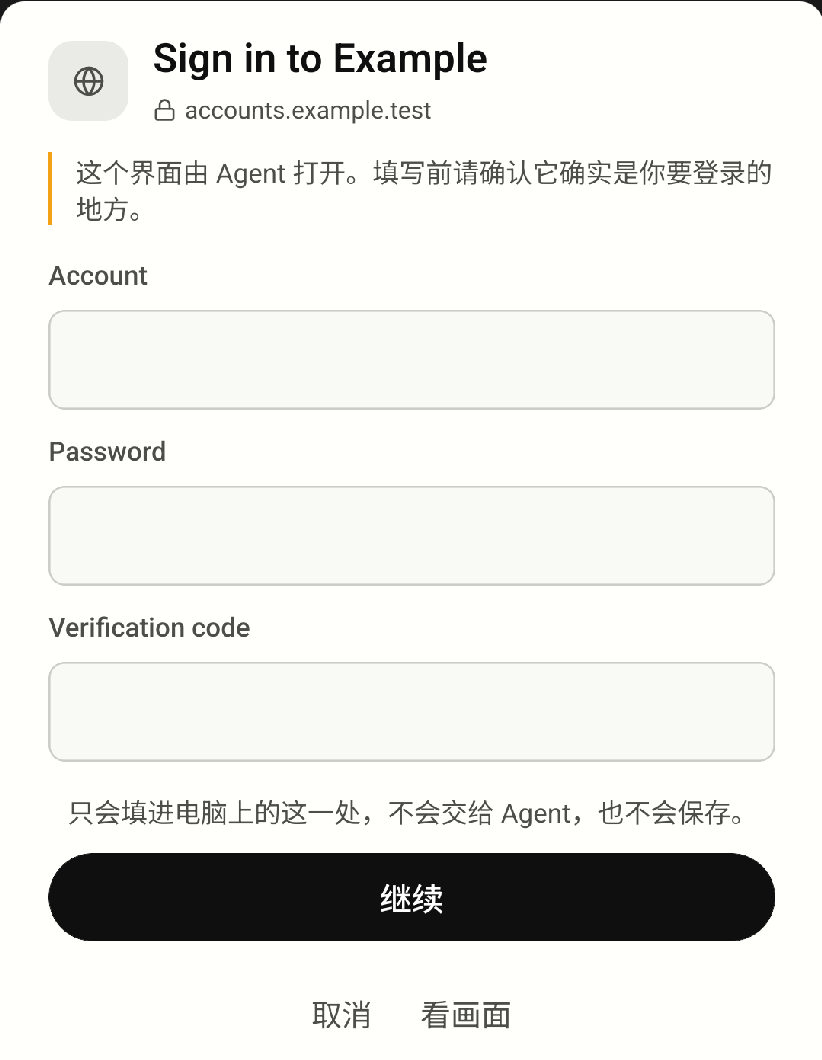 Sign in to Example
accounts.example.test
这个界面由 Agent 打开。填写前请确认它确实是你要登录的
地方。
Account
Password
Verification code
只会填进电脑上的这一处，不会交给 Agent，也不会保存。
继续
取消 看画面